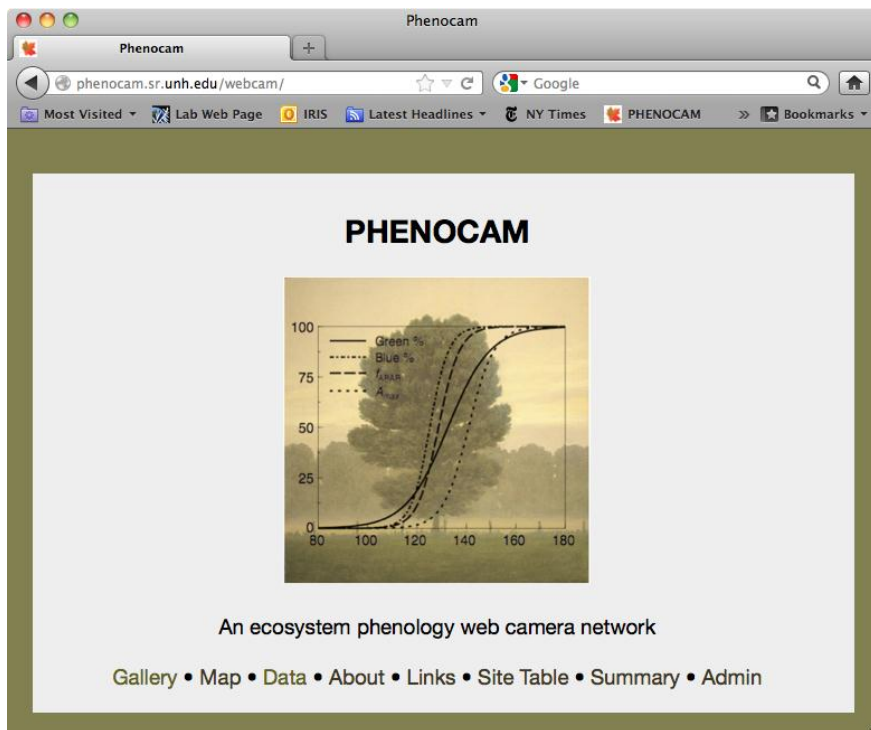 Phenocam
Phenocam
phenocam.sr.unh.edu/webcam/
Google
Most Visited
Lab Web Page
IRIS
Latest Headlines
NY Times
PHENOCAM
»
Bookmarks
PHENOCAM
100
75
50
25
0
Green %
Blue %
fAPAR
Amax
80 100 120 140 160 180
An ecosystem phenology web camera network
Gallery • Map • Data • About • Links • Site Table • Summary • Admin